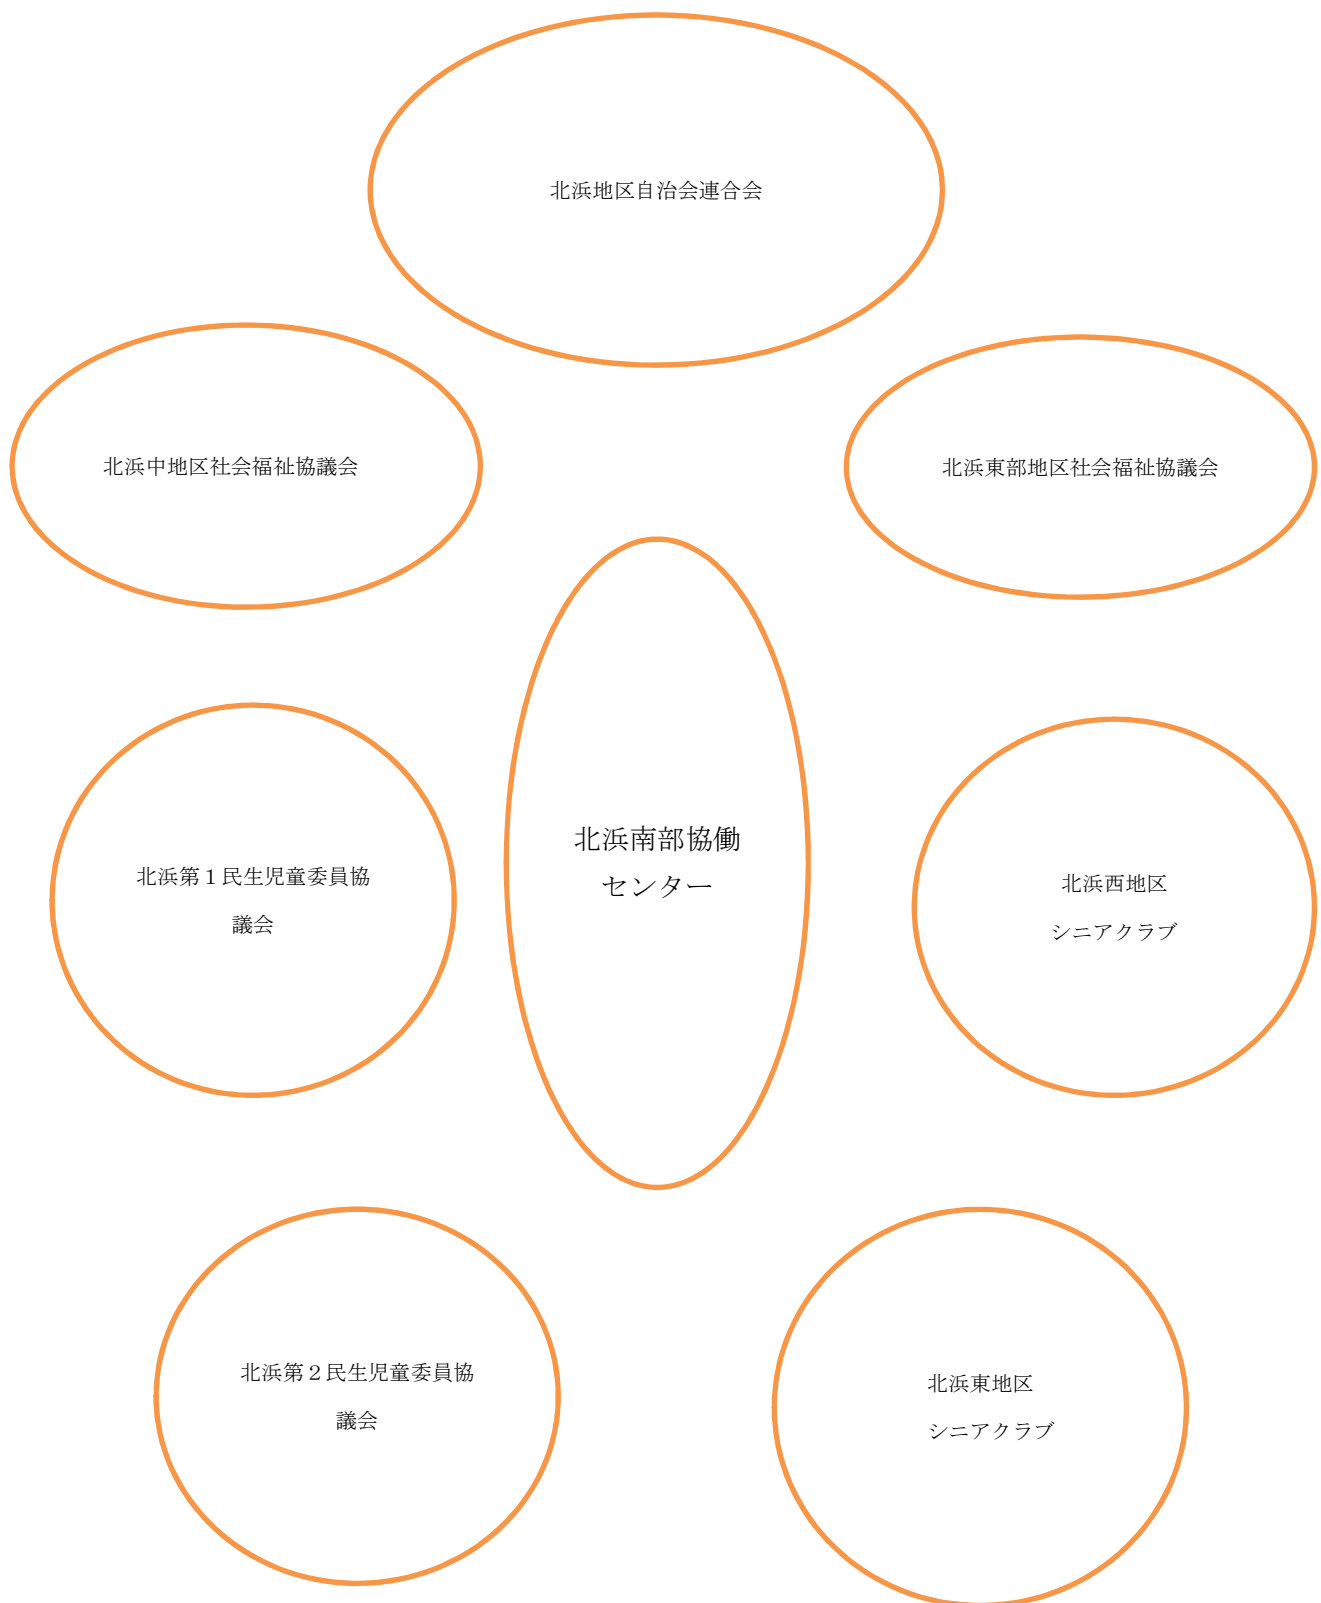 北浜地区自治会連合会
北浜中地区社会福祉協議会
北浜東部地区社会福祉協議会
北浜南部協働
センター
北浜第１民生児童委員協
議会
北浜西地区
シニアクラブ
北浜第２民生児童委員協
議会
北浜東地区
シニアクラブ